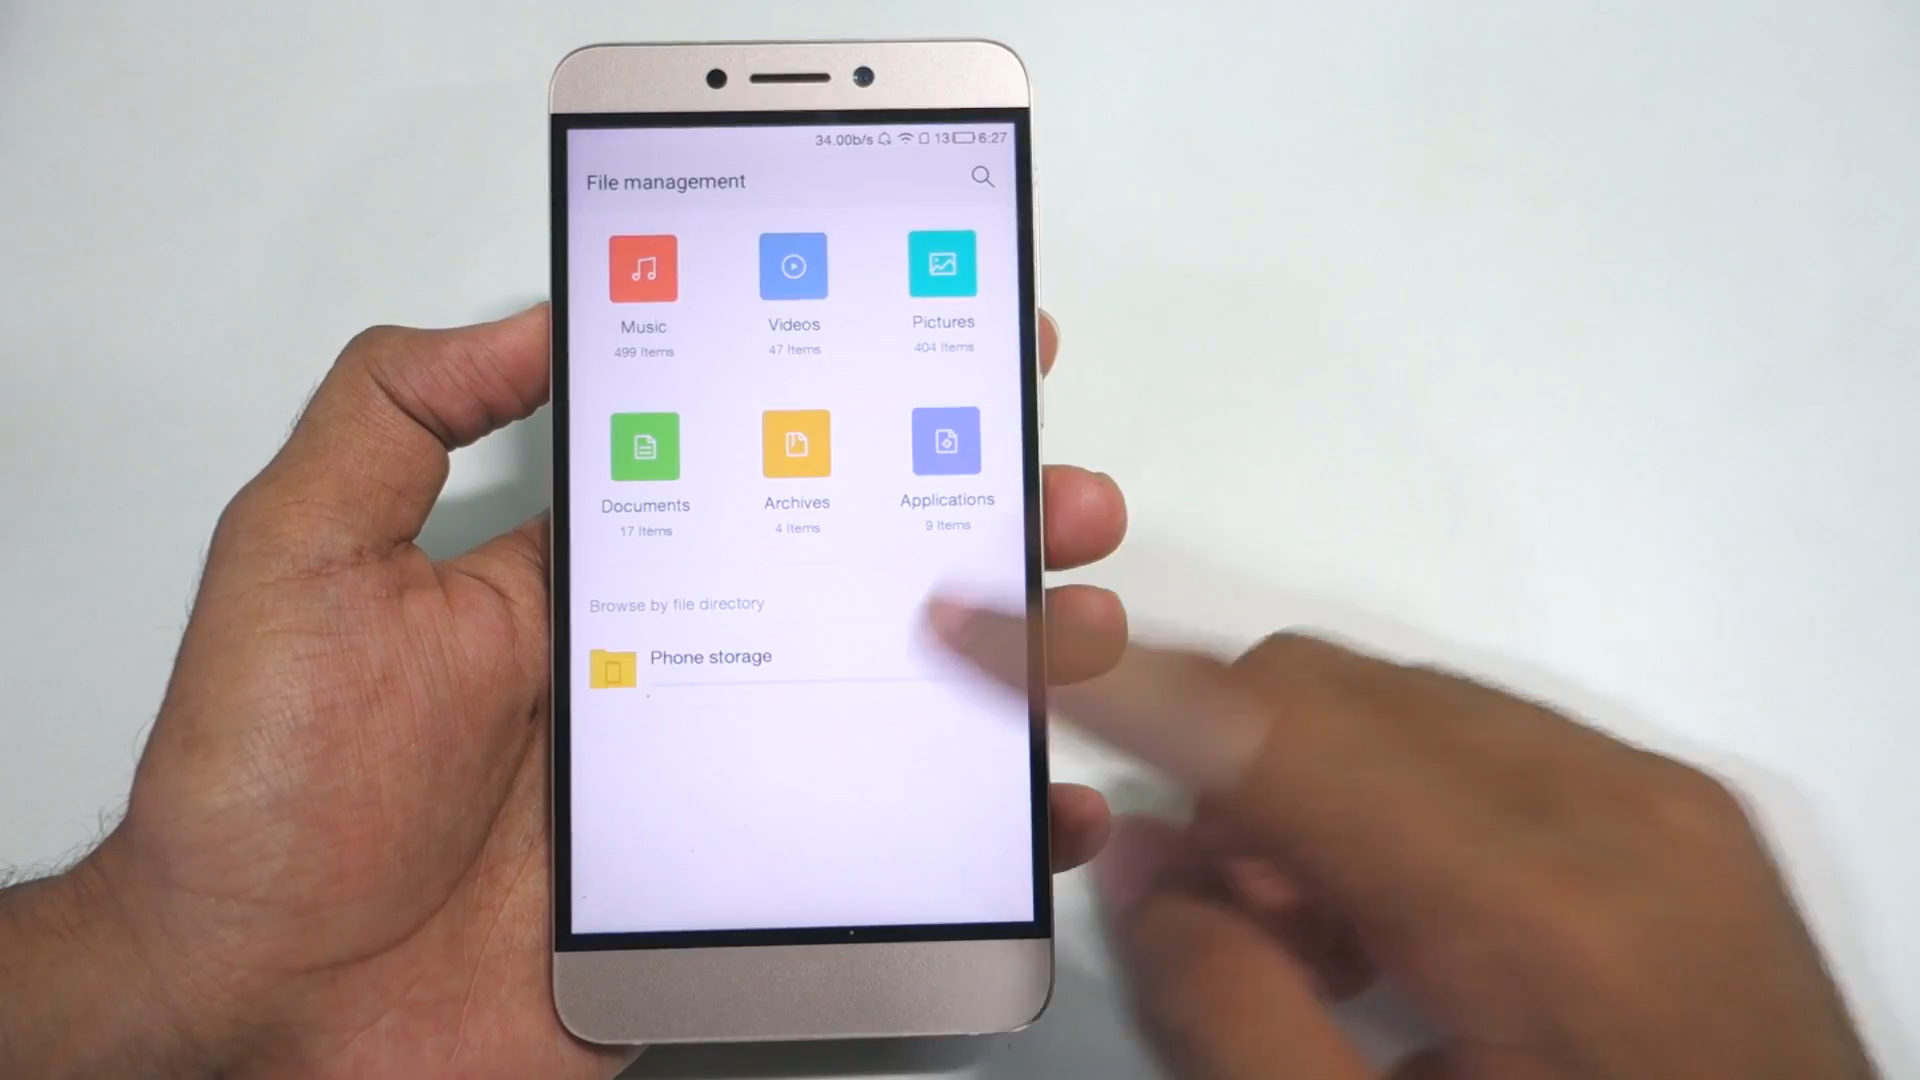 34.00b/s 13 6:27
File management
Music Videos Pictures
499 Items 47 Items 404 Items
Documents Archives Applications
17 Items 4 Items 9 Items
Browse by file directory
Phone storage